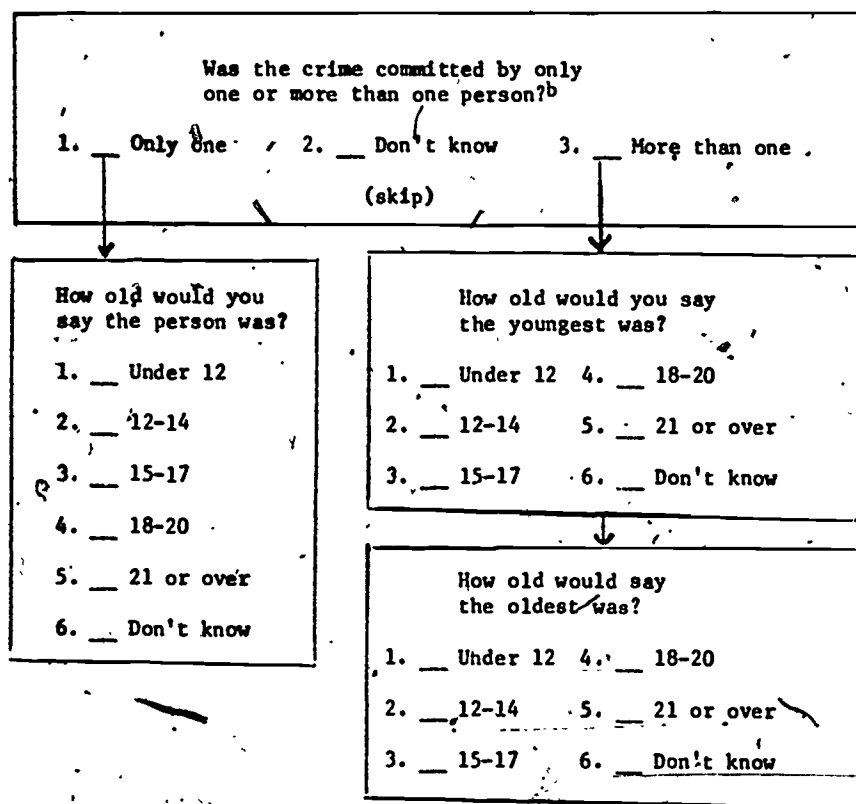 Was the crime committed by only
one or more than one person?b
1. __ Only one 2. __ Don't know 3. __ More than one
(skip)
How old would you
say the person was?
1. __ Under 12
2. __ 12-14
3. __ 15-17
4. __ 18-20
5. __ 21 or over
6. __ Don't know
How old would you say
the youngest was?
1. __ Under 12 4. __ 18-20
2. __ 12-14 5. __ 21 or over
3. __ 15-17 6. __ Don't know
How old would say
the oldest was?
1. __ Under 12 4. __ 18-20
2. __ 12-14 5. __ 21 or over
3. __ 15-17 6. __ Don't know